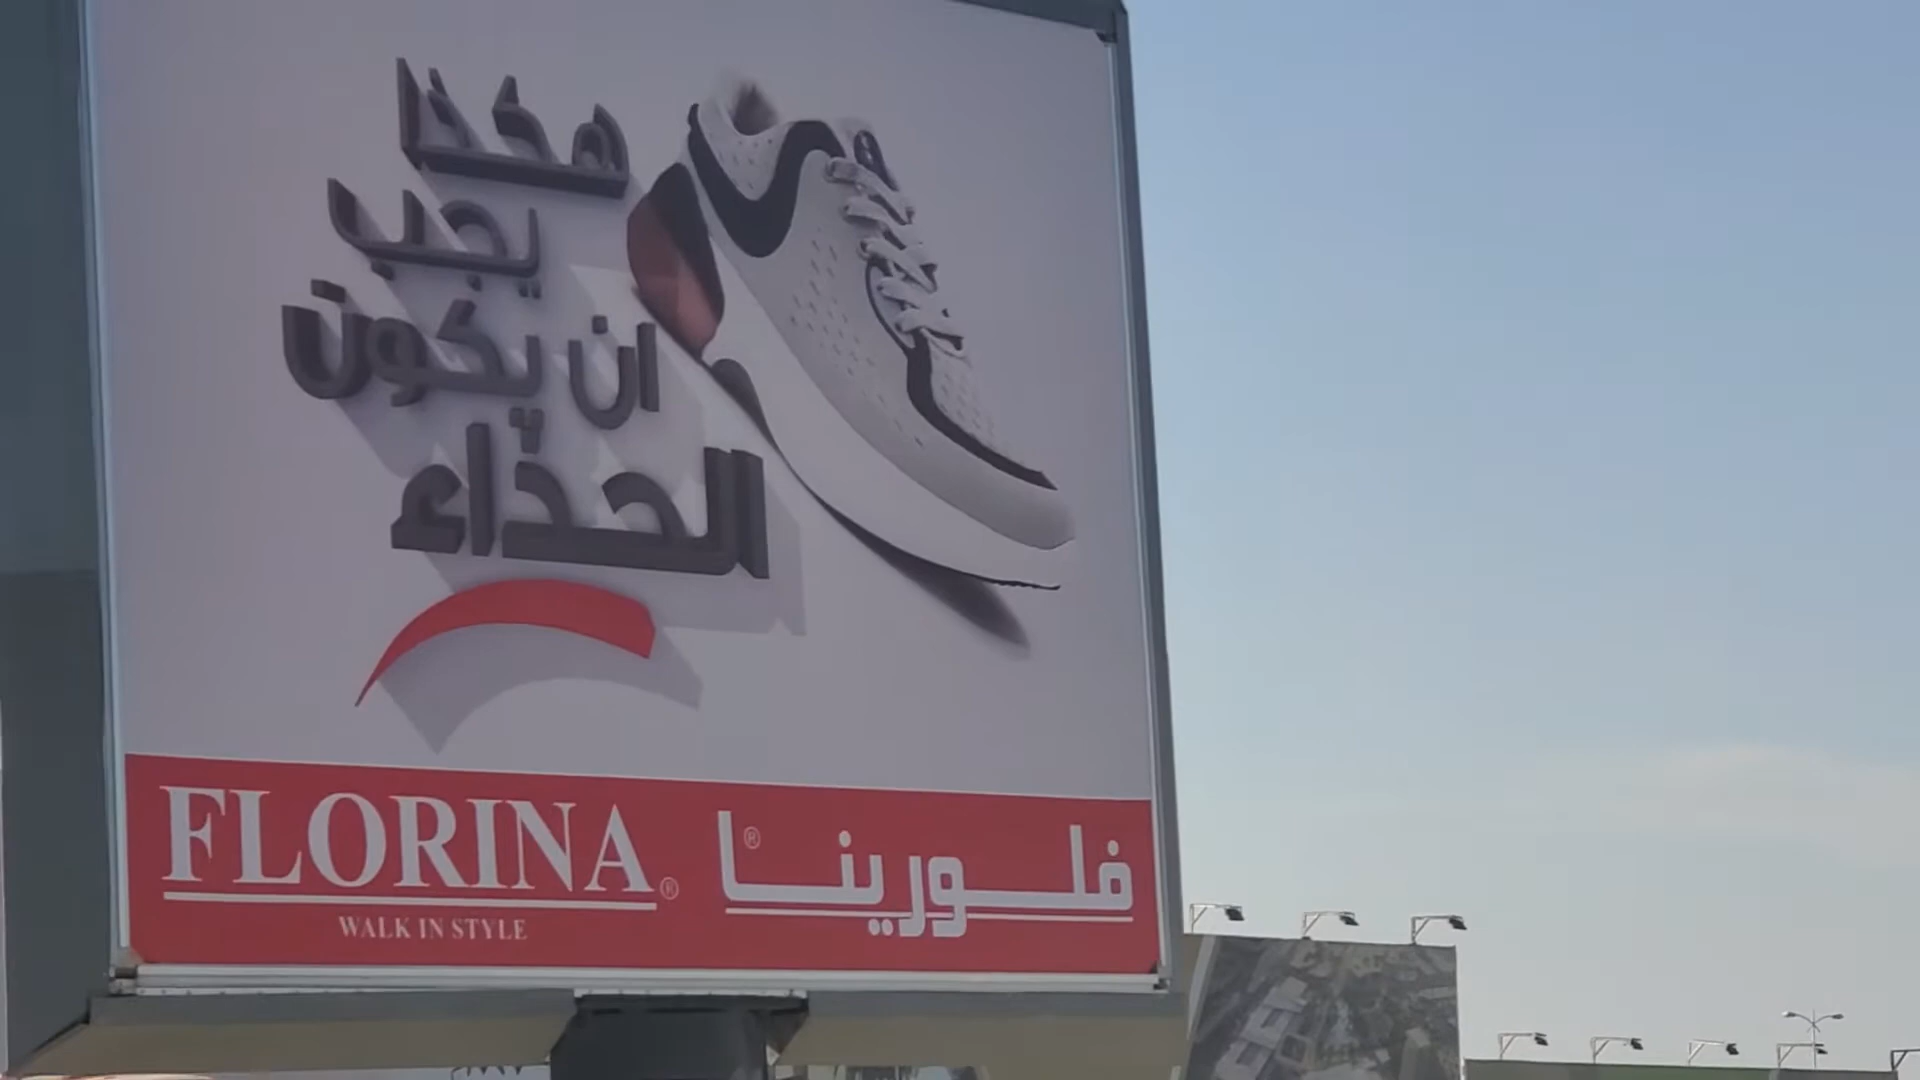 هكذا
يجب
ان يكون
الحذاء
FLORINA®
WALK IN STYLE
فلورينا®